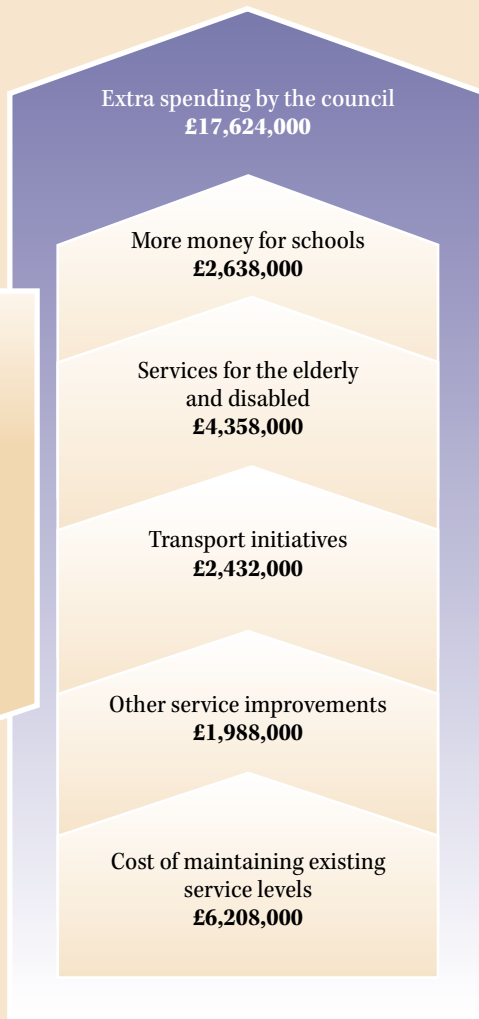 Extra spending by the council
£17,624,000
More money for schools
£2,638,000
Services for the elderly
and disabled
£4,358,000
Transport initiatives
£2,432,000
Other service improvements
£1,988,000
Cost of maintaining existing
service levels
£6,208,000